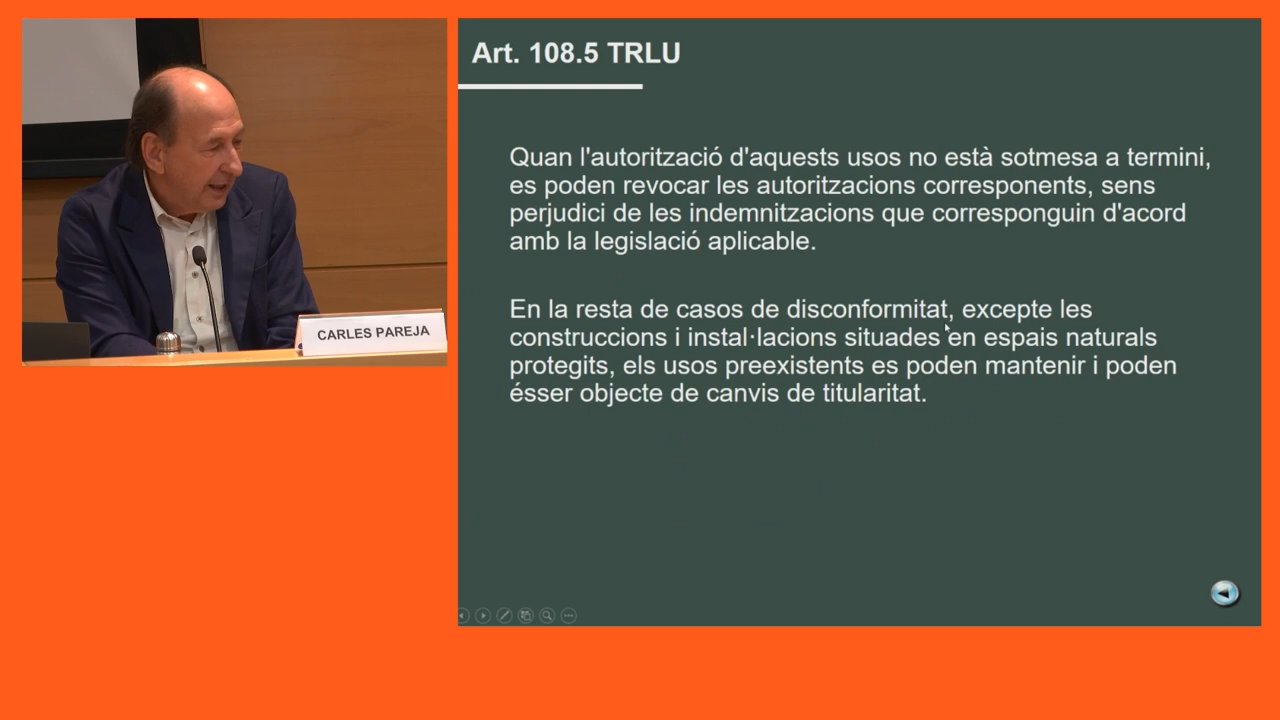 CARLES PAREJA
Art. 108.5 TRLU
Quan l'autorització d'aquests usos no està sotmesa a termini,
es poden revocar les autoritzacions corresponents, sens
perjudici de les indemnitzacions que corresponguin d'acord
amb la legislació aplicable.
En la resta de casos de disconformitat, excepte les
construccions i instal·lacions situades en espais naturals
protegits, els usos preexistents es poden mantenir i poden
ésser objecte de canvis de titularitat.